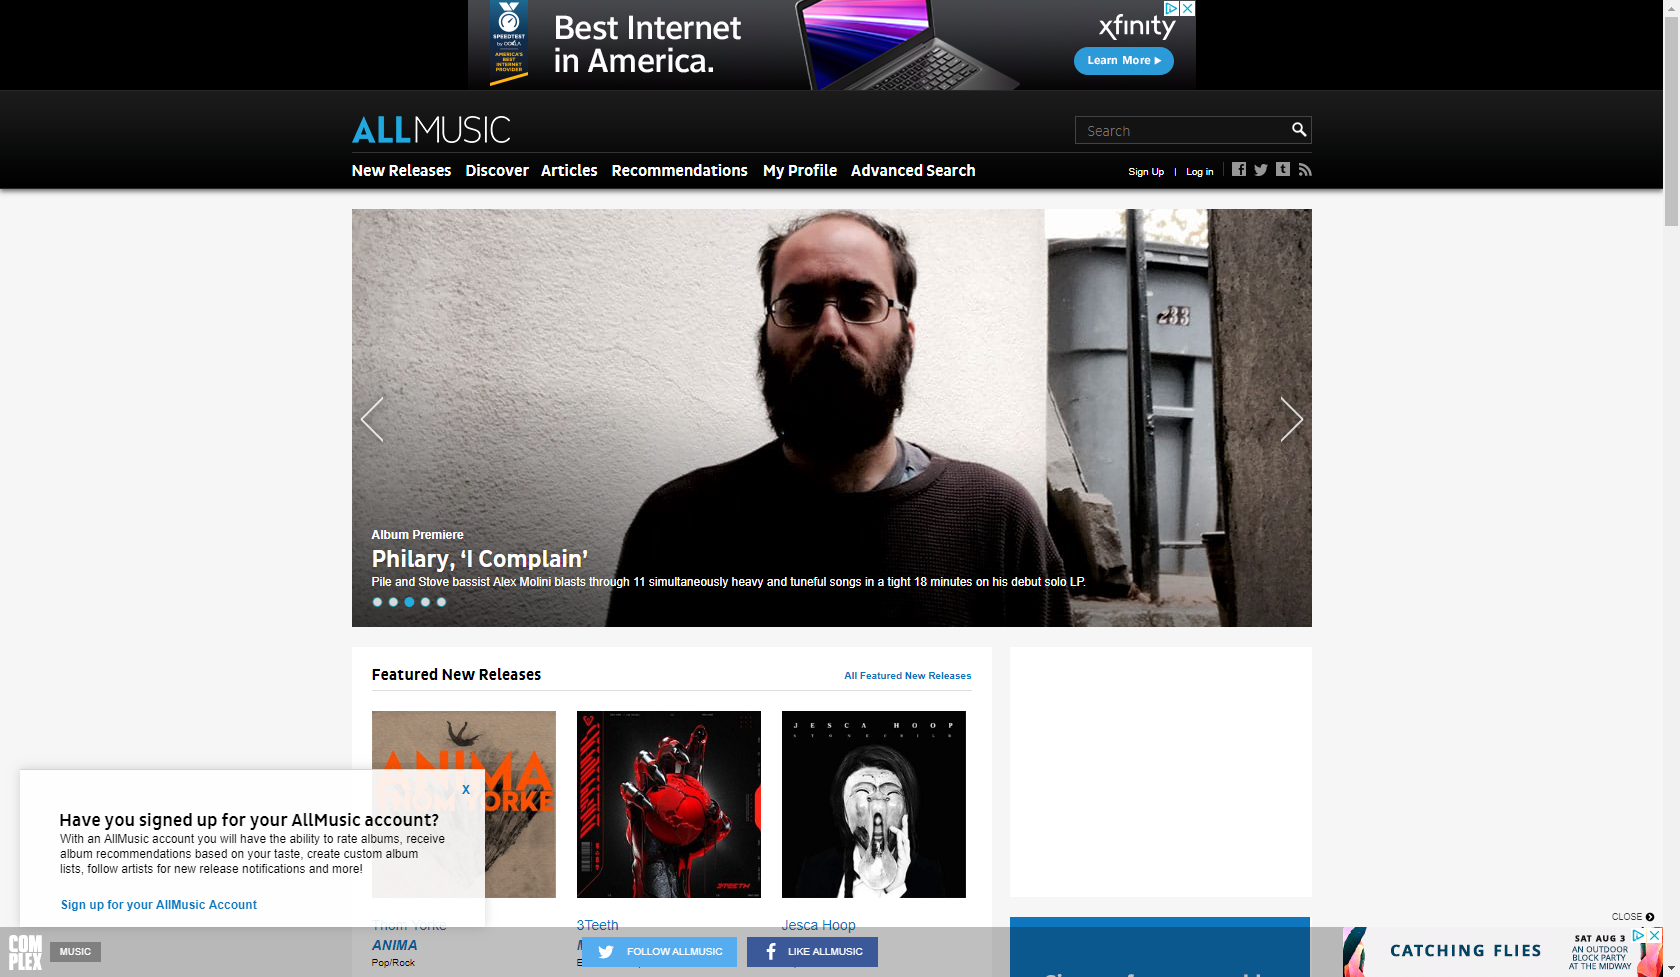 SPEEDTEST
by OOKLA
AMERICA'S
BEST
INTERNET
PROVIDER
Best Internet
in America.
xfinity
Learn More
ALLMUSIC
Search
New Releases Discover Articles Recommendations My Profile Advanced Search
Sign Up | Log in
233
Album Premiere
Philary, ‘I Complain’
Pile and Stove bassist Alex Molini blasts through 11 simultaneously heavy and tuneful songs in a tight 18 minutes on his debut solo LP.
Featured New Releases
All Featured New Releases
ANIMA
THOM YORKE
3TEETH
JESCA HOOP
STONECHILD
X
Have you signed up for your AllMusic account?
With an AllMusic account you will have the ability to rate albums, receive
album recommendations based on your taste, create custom album
lists, follow artists for new release notifications and more!
Sign up for your AllMusic Account
Thom Yorke
ANIMA
Pop/Rock
3Teeth
Jesca Hoop
COM
PLEX
MUSIC
FOLLOW ALLMUSIC
LIKE ALLMUSIC
CLOSE
CATCHING FLIES
SAT AUG 3
AN OUTDOOR
BLOCK PARTY
AT THE MIDWAY